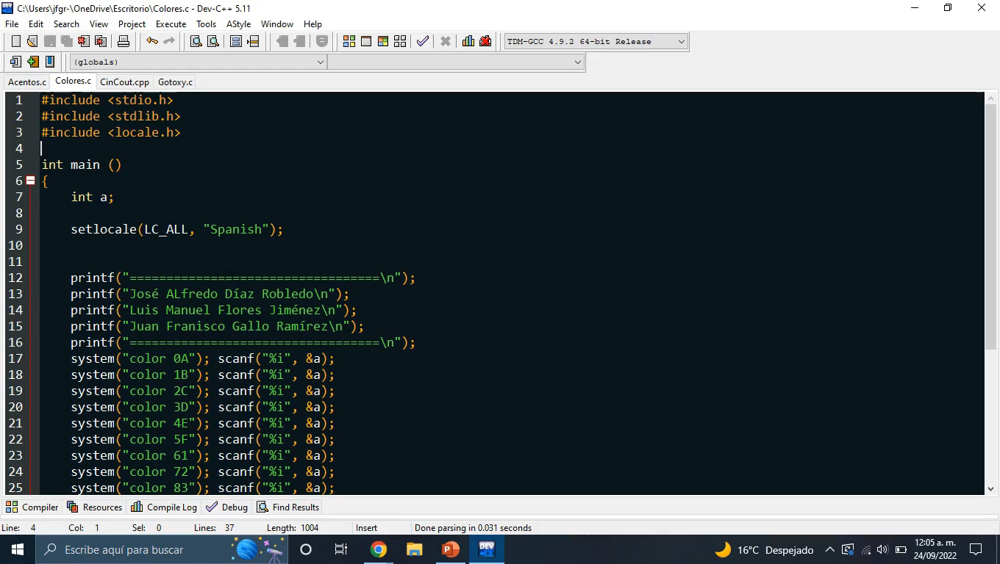 C:\Users\jfgr-\OneDrive\Escritorio\Colores.c - Dev-C++ 5.11
File Edit Search View Project Execute Tools AStyle Window Help
TDM-GCC 4.9.2 64-bit Release
(globals)
Acentos.c Colores.c CinCout.cpp Gotoxy.c
1 #include <stdio.h>
2 #include <stdlib.h>
3 #include <locale.h>
4
5 int main ()
6 {
7 int a;
8
9 setlocale(LC_ALL, "Spanish");
10
11
12 printf("==================================\n");
13 printf("José ALfredo Díaz Robledo\n");
14 printf("Luis Manuel Flores Jiménez\n");
15 printf("Juan Franisco Gallo Ramírez\n");
16 printf("==================================\n");
17 system("color 0A"); scanf("%i", &a);
18 system("color 1B"); scanf("%i", &a);
19 system("color 2C"); scanf("%i", &a);
20 system("color 3D"); scanf("%i", &a);
21 system("color 4E"); scanf("%i", &a);
22 system("color 5F"); scanf("%i", &a);
23 system("color 61"); scanf("%i", &a);
24 system("color 72"); scanf("%i", &a);
25 system("color 83"); scanf("%i", &a);
Compiler Resources Compile Log Debug Find Results
Line: 4 Col: 1 Sel: 0 Lines: 37 Length: 1004 Insert Done parsing in 0.031 seconds
Escribe aquí para buscar
16°C Despejado
12:05 a. m.
24/09/2022